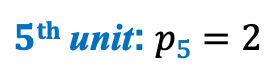 5th unit: p₅ = 2